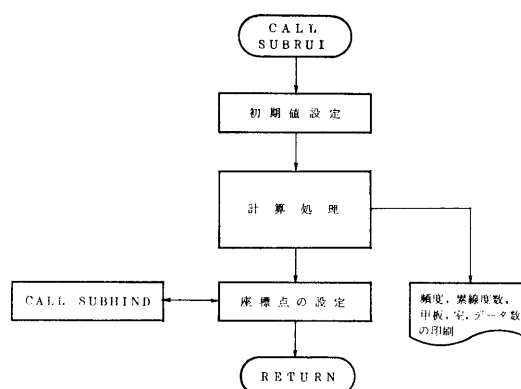 CALL
SUBRUI
初期値設定
計算処理
CALL SUBHIND
座標点の設定
頻度,累線度数,
甲板,室,データ数
の印刷
RETURN